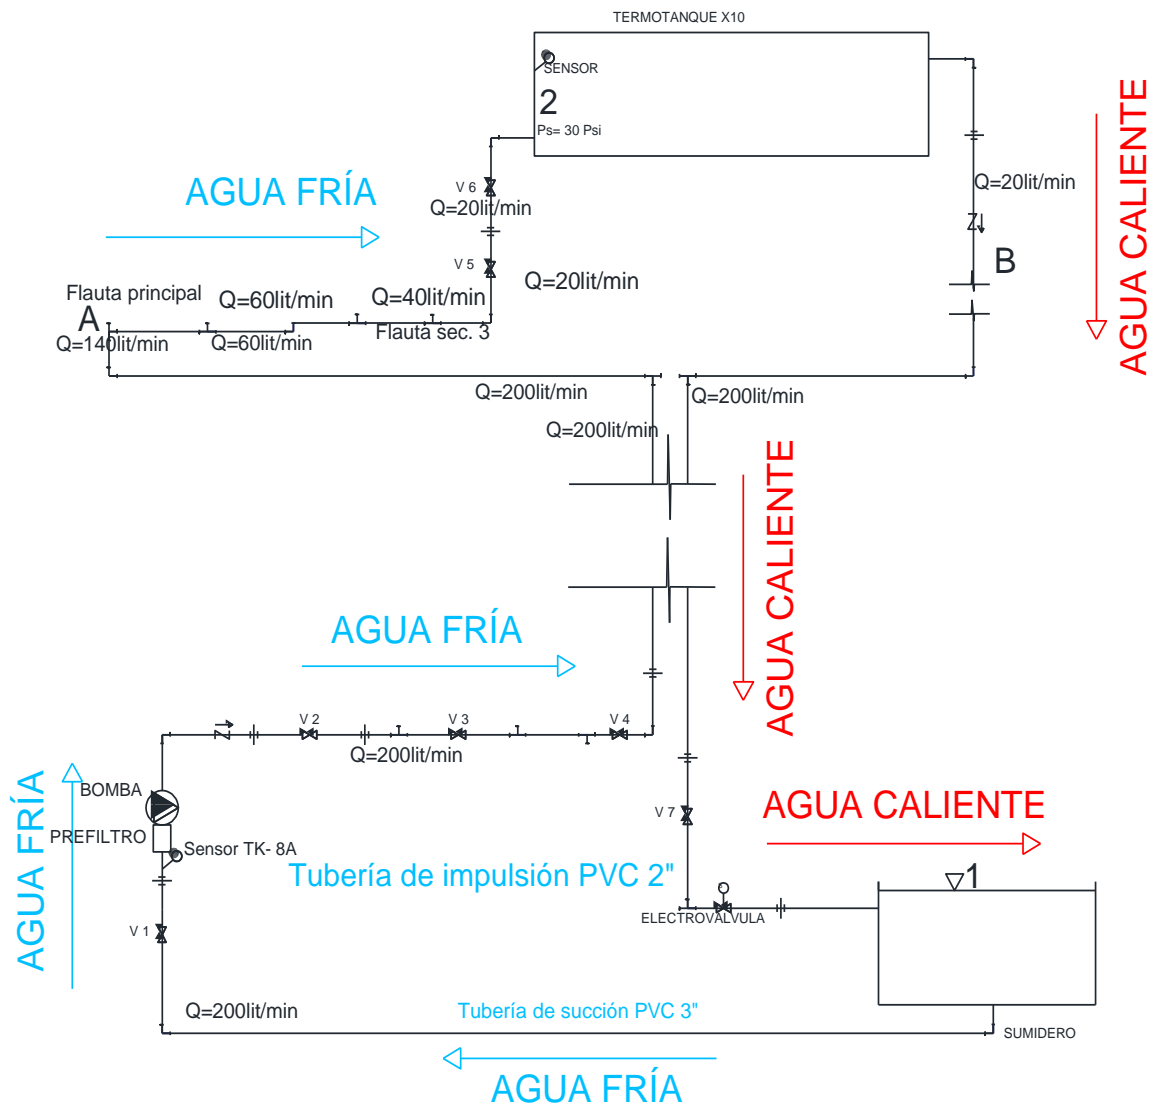 TERMOTANQUE X10
SENSOR
2
Ps= 30 Psi
AGUA CALIENTE
AGUA FRÍA
V 6
Q=20lit/min
Q=20lit/min
B
V 5
Q=20lit/min
Flauta principal
Q=60lit/min
Q=40lit/min
A
Q=140lit/min
Q=60lit/min
Flauta sec. 3
Q=200lit/min
Q=200lit/min
Q=200lit/min
AGUA CALIENTE
AGUA FRÍA
V 2
V 3
V 4
Q=200lit/min
AGUA FRÍA
BOMBA
PREFILTRO
Sensor TK- 8A
V 7
AGUA CALIENTE
Tubería de impulsión PVC 2"
1
ELECTROVALVULA
V 1
Q=200lit/min
Tubería de succión PVC 3"
SUMIDERO
AGUA FRÍA